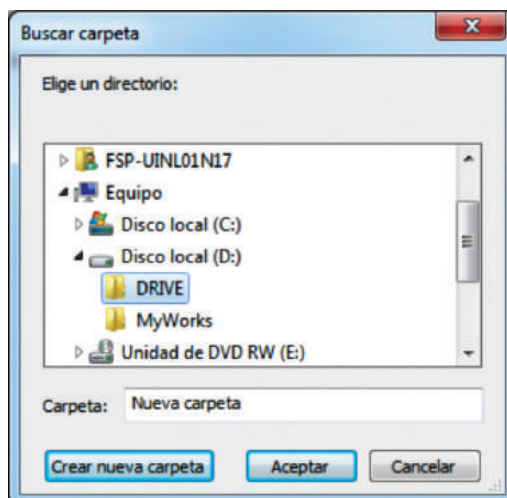 Buscar carpeta
Elige un directorio:
FSP-UINL01N17
Equipo
Disco local (C:)
Disco local (D:)
DRIVE
MyWorks
Unidad de DVD RW (E:)
Carpeta: Nueva carpeta
Crear nueva carpeta Aceptar Cancelar